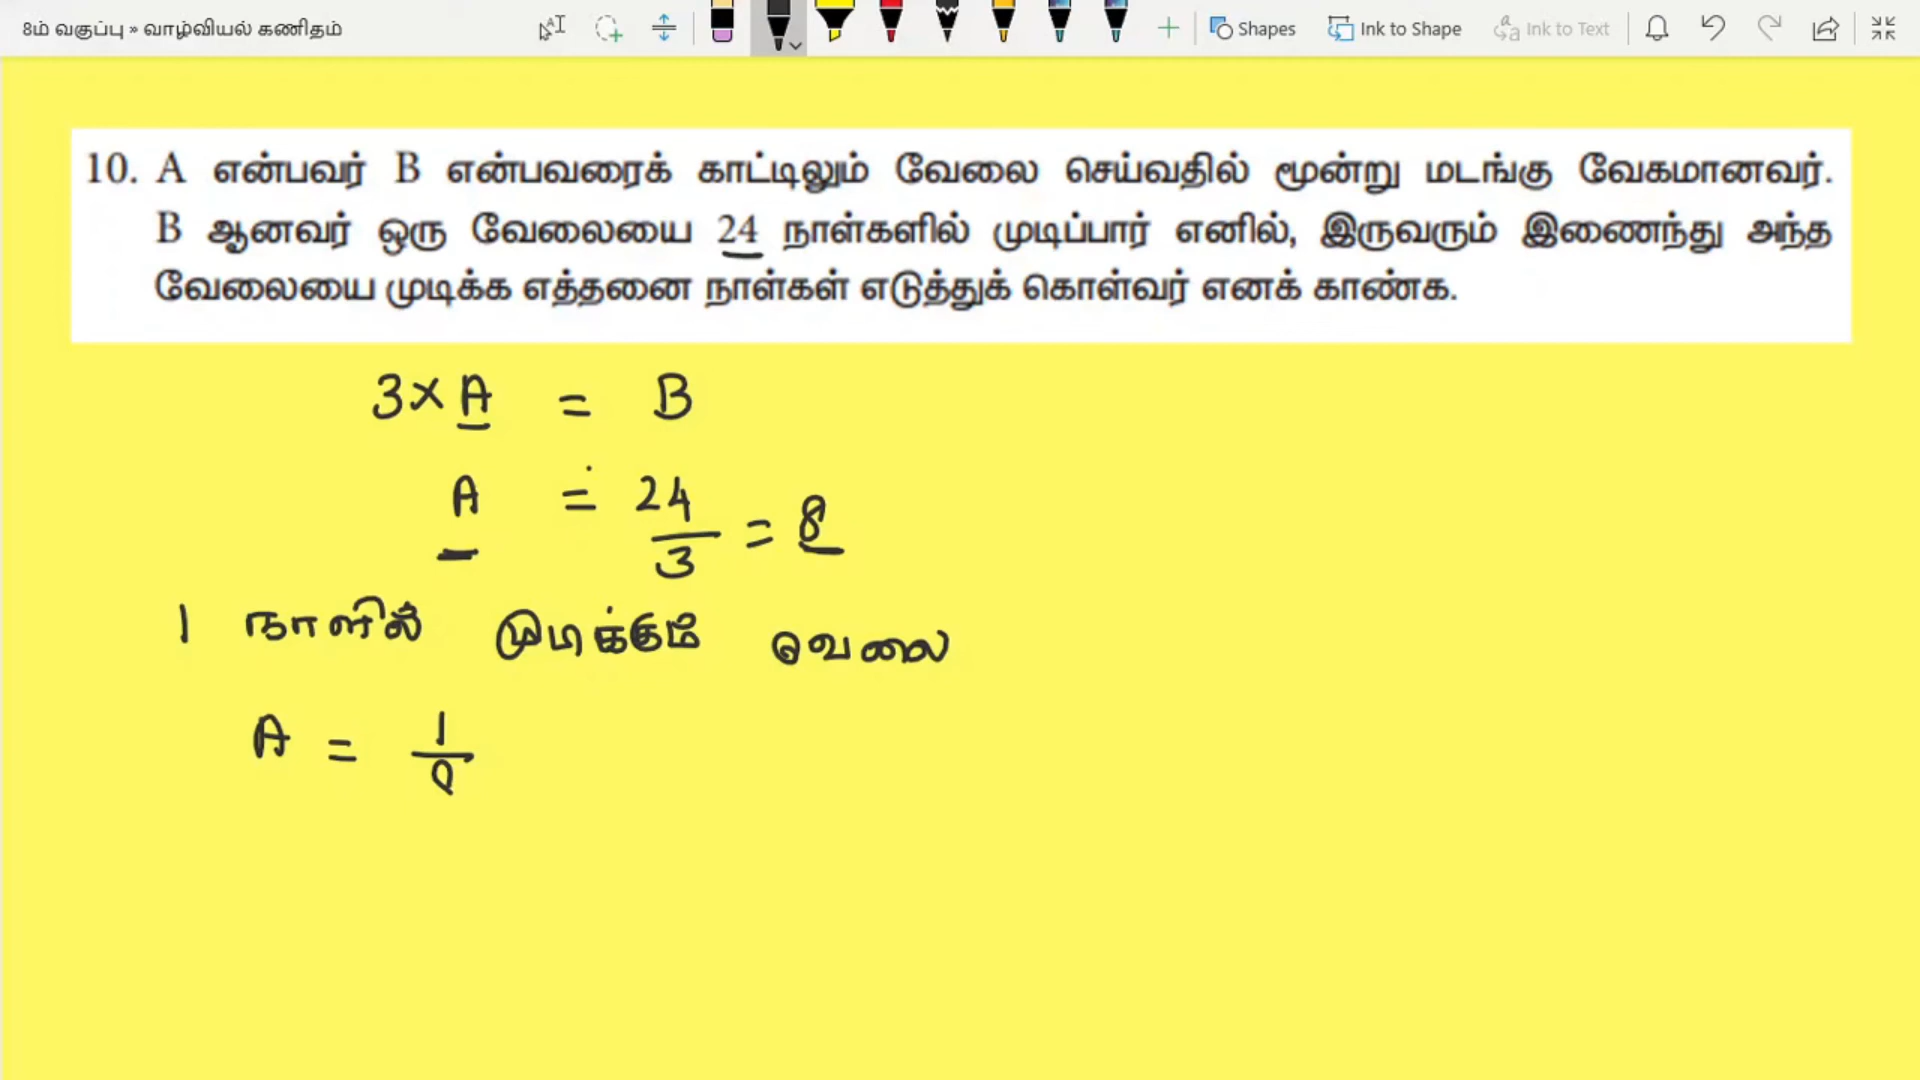 8ம் வகுப்பு » வாழ்வியல் கணிதம் Shapes Ink to Shape Ink to Text
10. A என்பவர் B என்பவரைக் காட்டிலும் வேலை செய்வதில் மூன்று மடங்கு வேகமானவர்.
B ஆனவர் ஒரு வேலையை 24 நாள்களில் முடிப்பார் எனில், இருவரும் இணைந்து அந்த
வேலையை முடிக்க எத்தனை நாள்கள் எடுத்துக் கொள்வர் எனக் காண்க.
3 × A = B
A = 24/3 = 8
1 நாளில் முடிக்கும் வேலை
A = 1/8